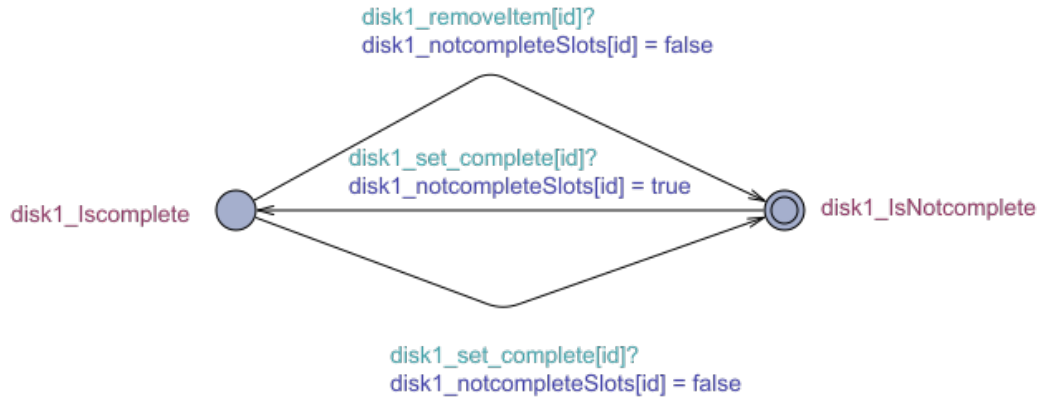 disk1_removeItem[id]?
disk1_notcompleteSlots[id] = false
disk1_set_complete[id]?
disk1_notcompleteSlots[id] = true
disk1_Iscomplete
disk1_IsNotcomplete
disk1_set_complete[id]?
disk1_notcompleteSlots[id] = false